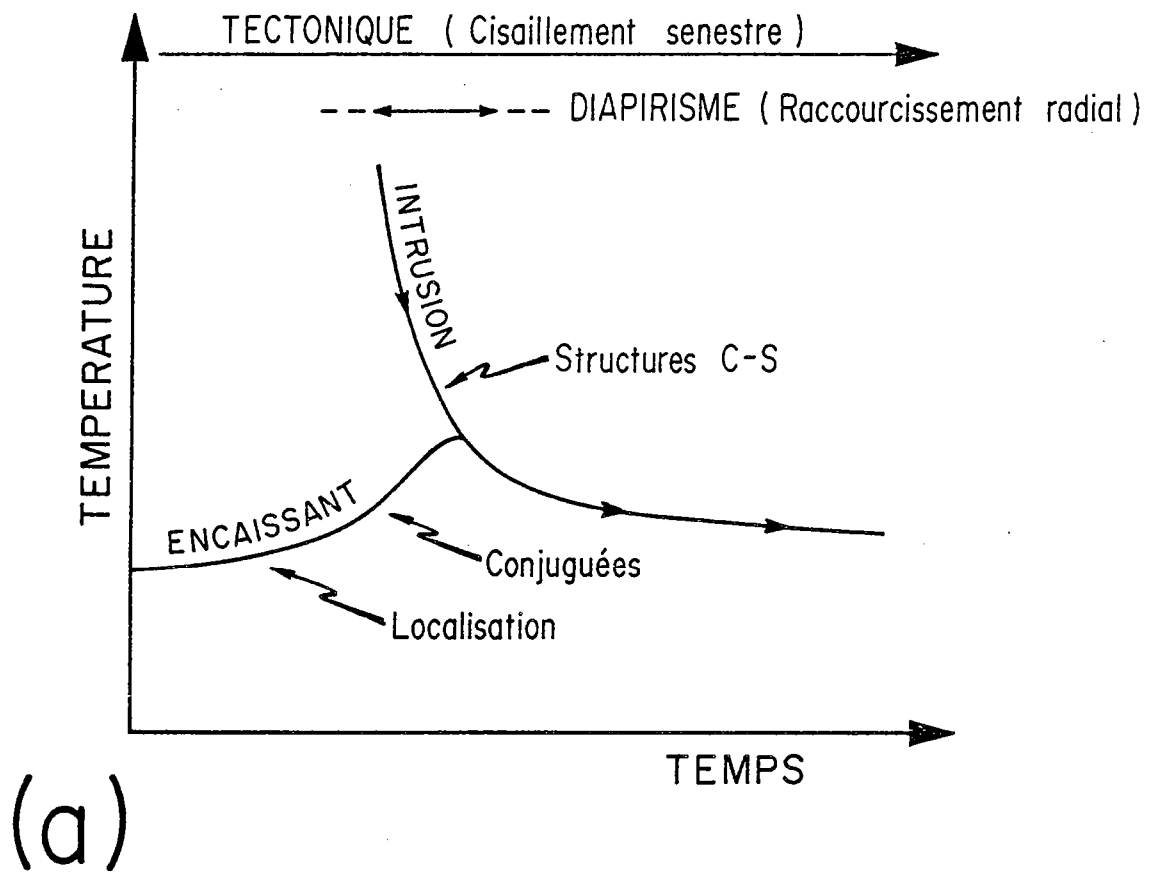 TECTONIQUE ( Cisaillement senestre )
DIAPIRISME ( Raccourcissement radial )
INTRUSION
TEMPERATURE
Structures C-S
ENCAISSANT
Conjuguées
Localisation
TEMPS
(a)